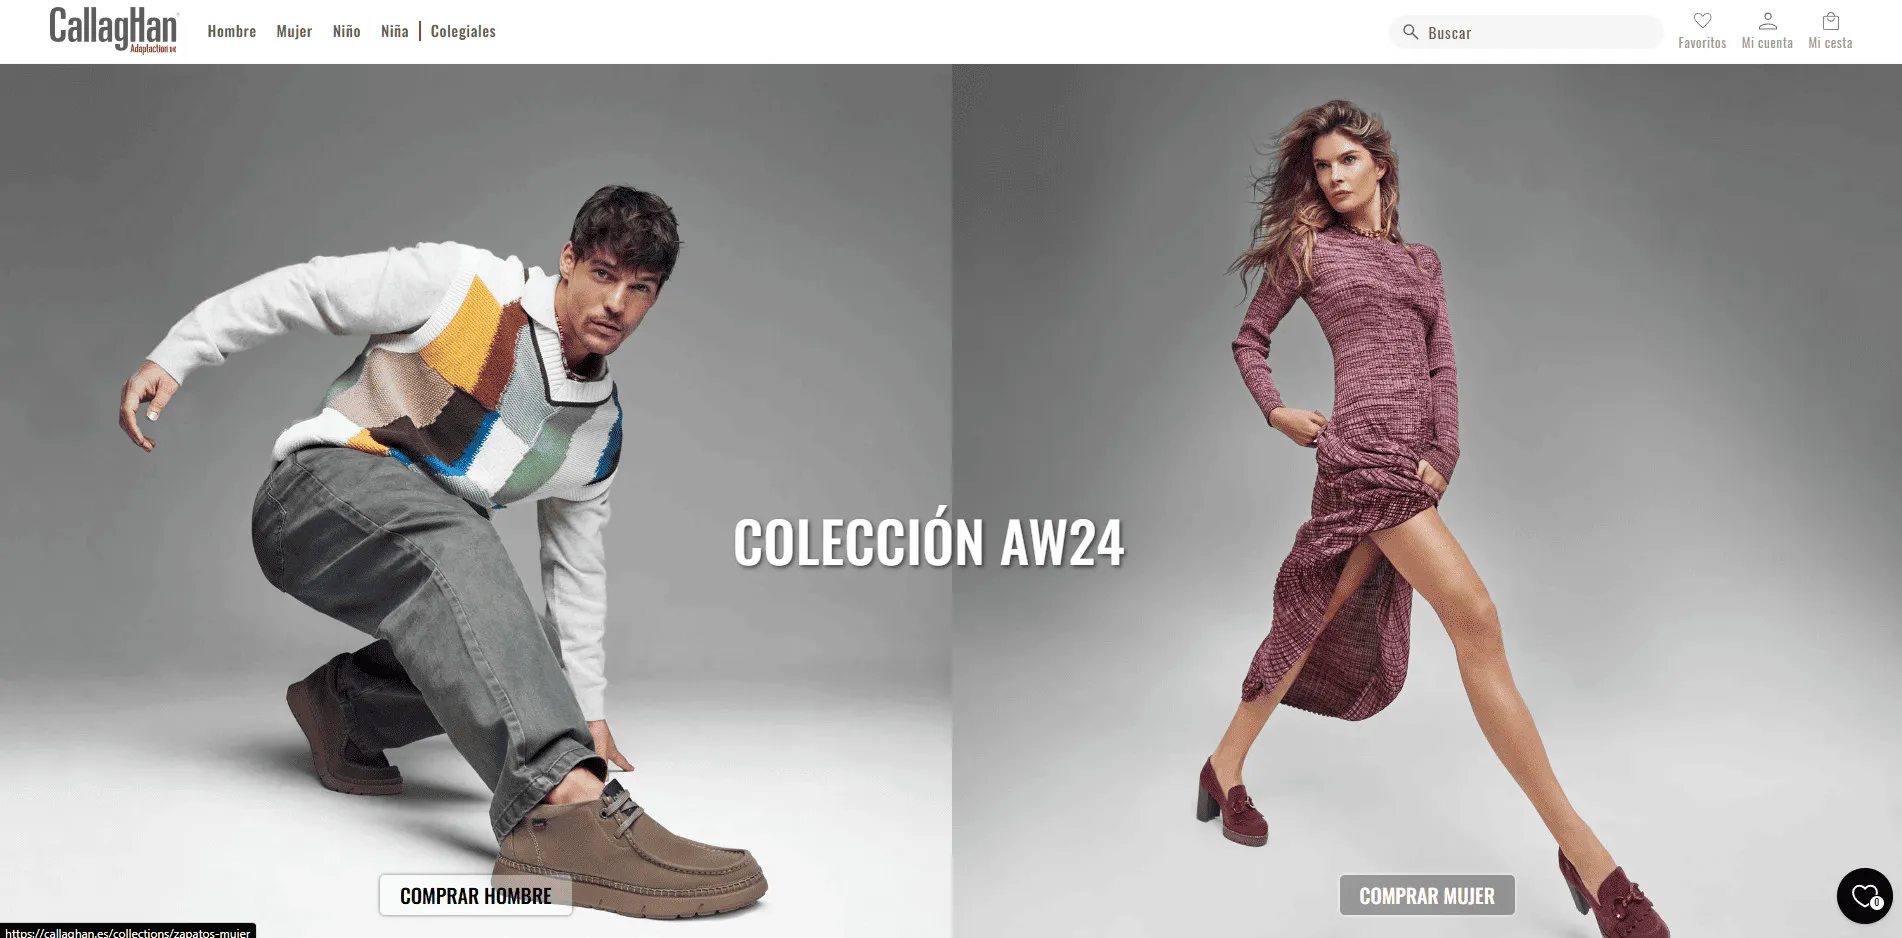 CallagHan
Adaptaction
Hombre Mujer Niño Niña Colegiales
Buscar
Favoritos Mi cuenta Mi cesta
COLECCIÓN AW24
COMPRAR HOMBRE
COMPRAR MUJER
0
https://callaghan.es/collections/zapatos-mujer